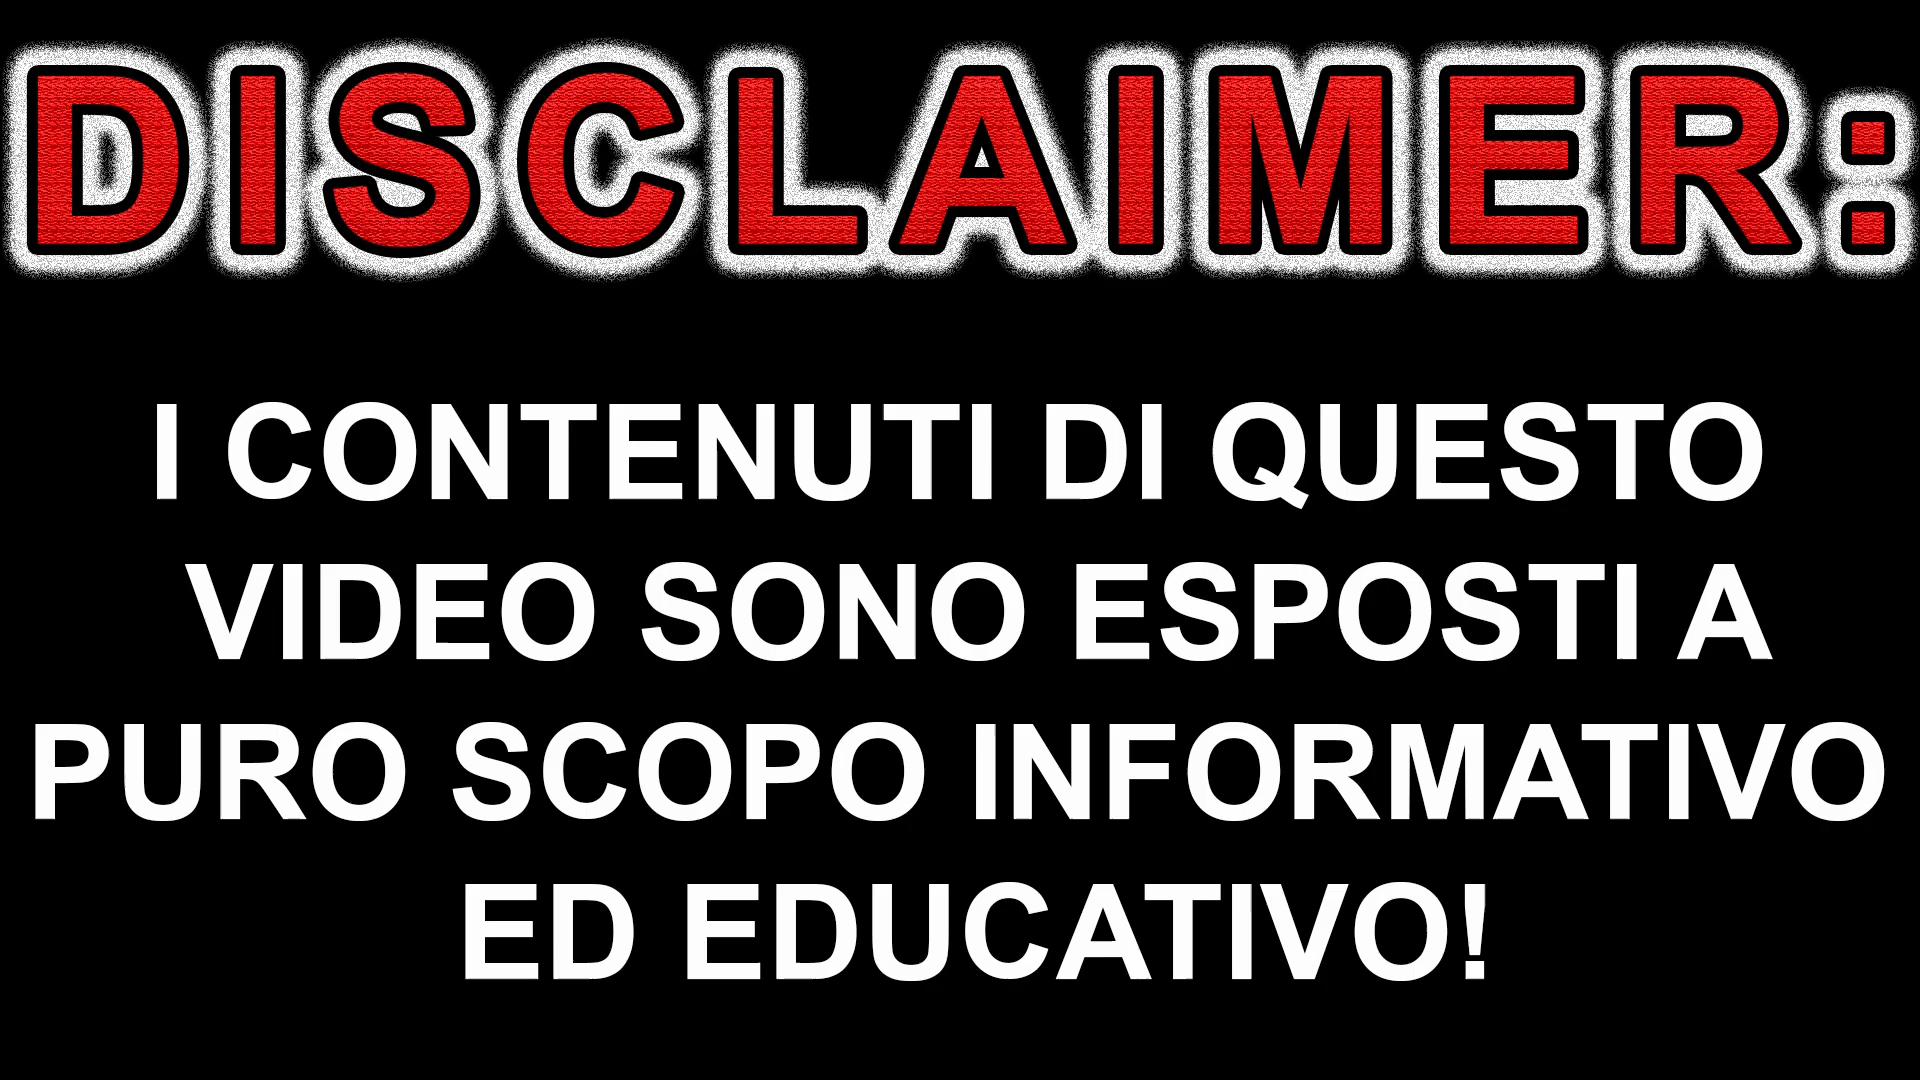 DISCLAIMER:
I CONTENUTI DI QUESTO
VIDEO SONO ESPOSTI A
PURO SCOPO INFORMATIVO
ED EDUCATIVO!